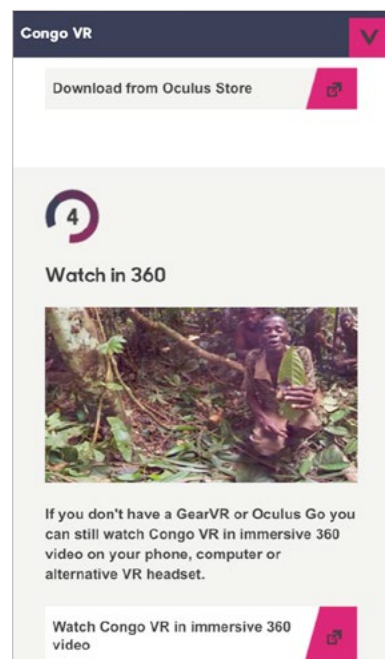 Congo VR
Download from Oculus Store
4
Watch in 360
If you don't have a GearVR or Oculus Go you
can still watch Congo VR in immersive 360
video on your phone, computer or
alternative VR headset.
Watch Congo VR in immersive 360
video